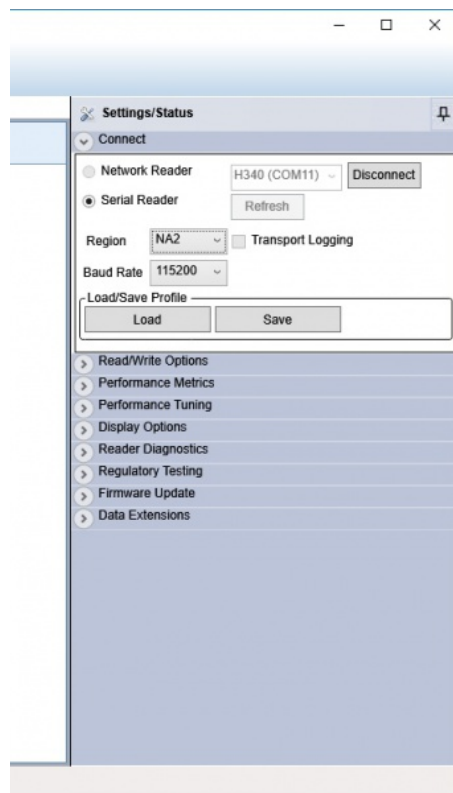 Settings/Status
Connect
Network Reader
H340 (COM11)
Disconnect
Serial Reader
Refresh
Region
NA2
Transport Logging
Baud Rate
115200
Load/Save Profile
Load
Save
Read/Write Options
Performance Metrics
Performance Tuning
Display Options
Reader Diagnostics
Regulatory Testing
Firmware Update
Data Extensions